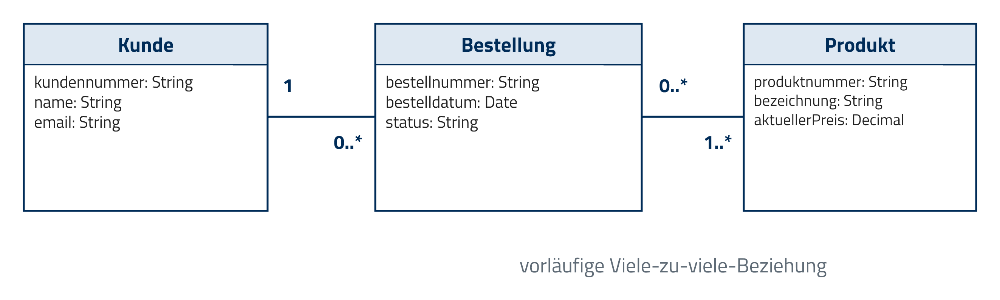 Kunde
kundennummer: String
name: String
email: String
1
0..*
Bestellung
bestellnummer: String
bestelldatum: Date
status: String
0..*
1..*
Produkt
produktnummer: String
bezeichnung: String
aktuellerPreis: Decimal
vorläufige Viele-zu-viele-Beziehung